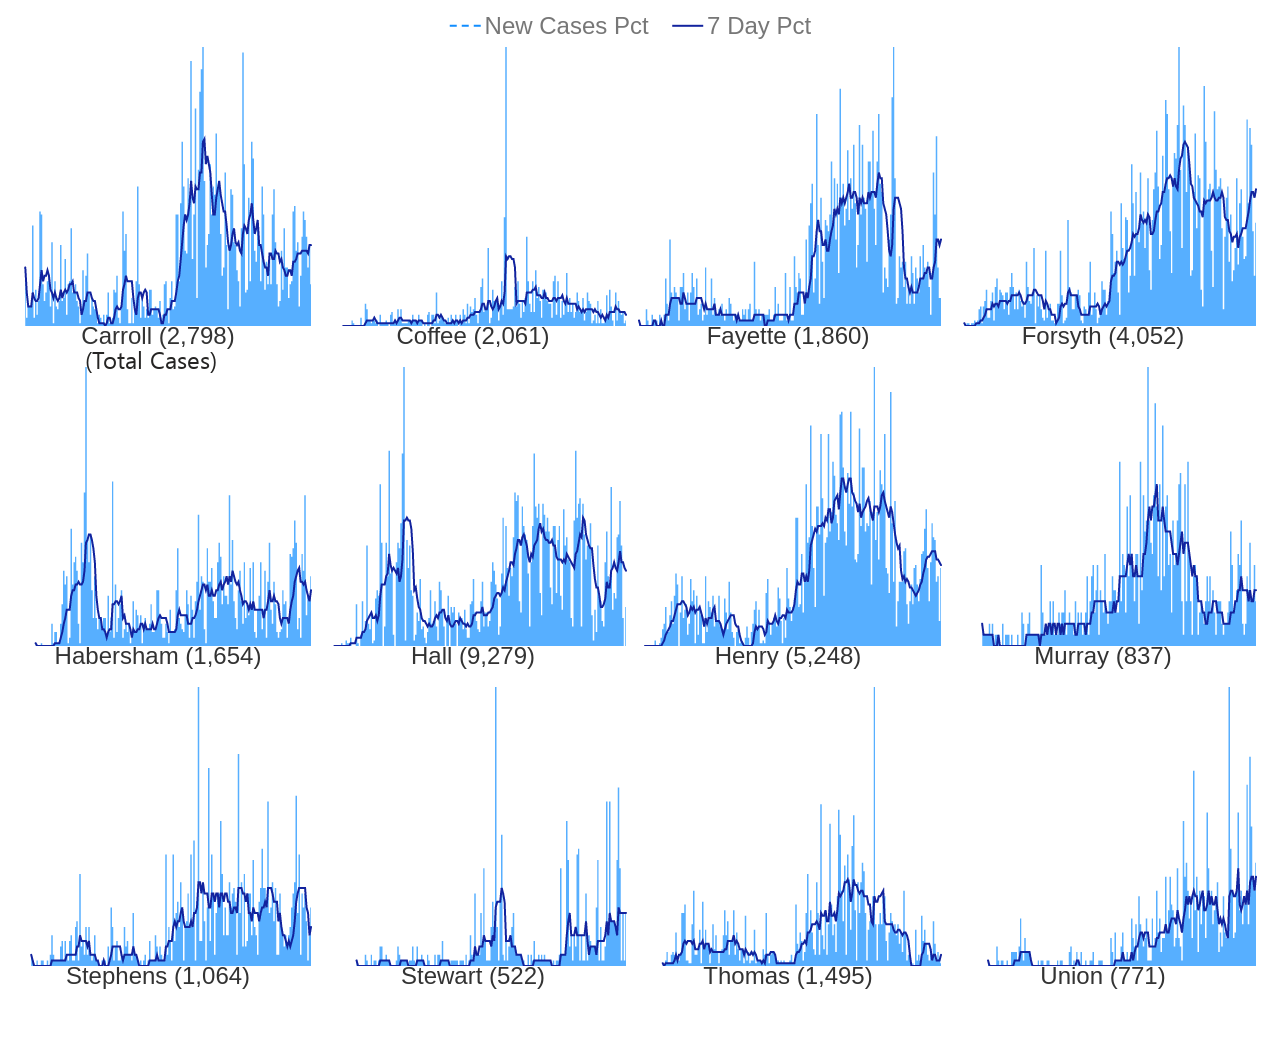 New Cases Pct 7 Day Pct
Carroll (2,798) Coffee (2,061) Fayette (1,860) Forsyth (4,052)
(Total Cases)
Habersham (1,654) Hall (9,279) Henry (5,248) Murray (837)
Stephens (1,064) Stewart (522) Thomas (1,495) Union (771)